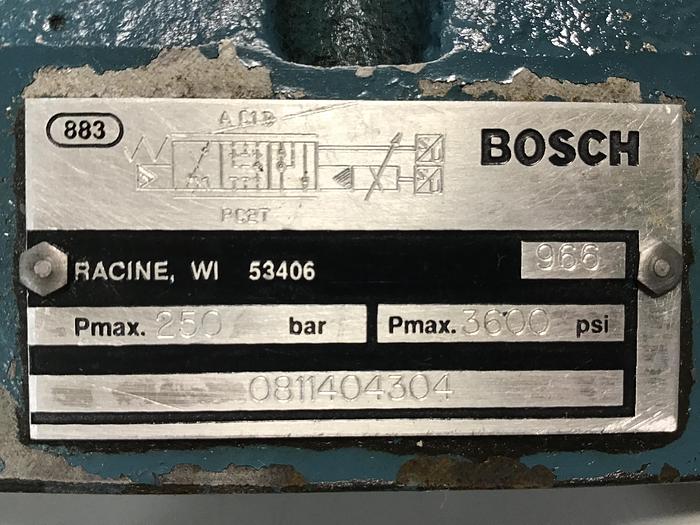 883
BOSCH
RACINE, WI 53406
966
Pmax. 250 bar
Pmax. 3600 psi
0811404304